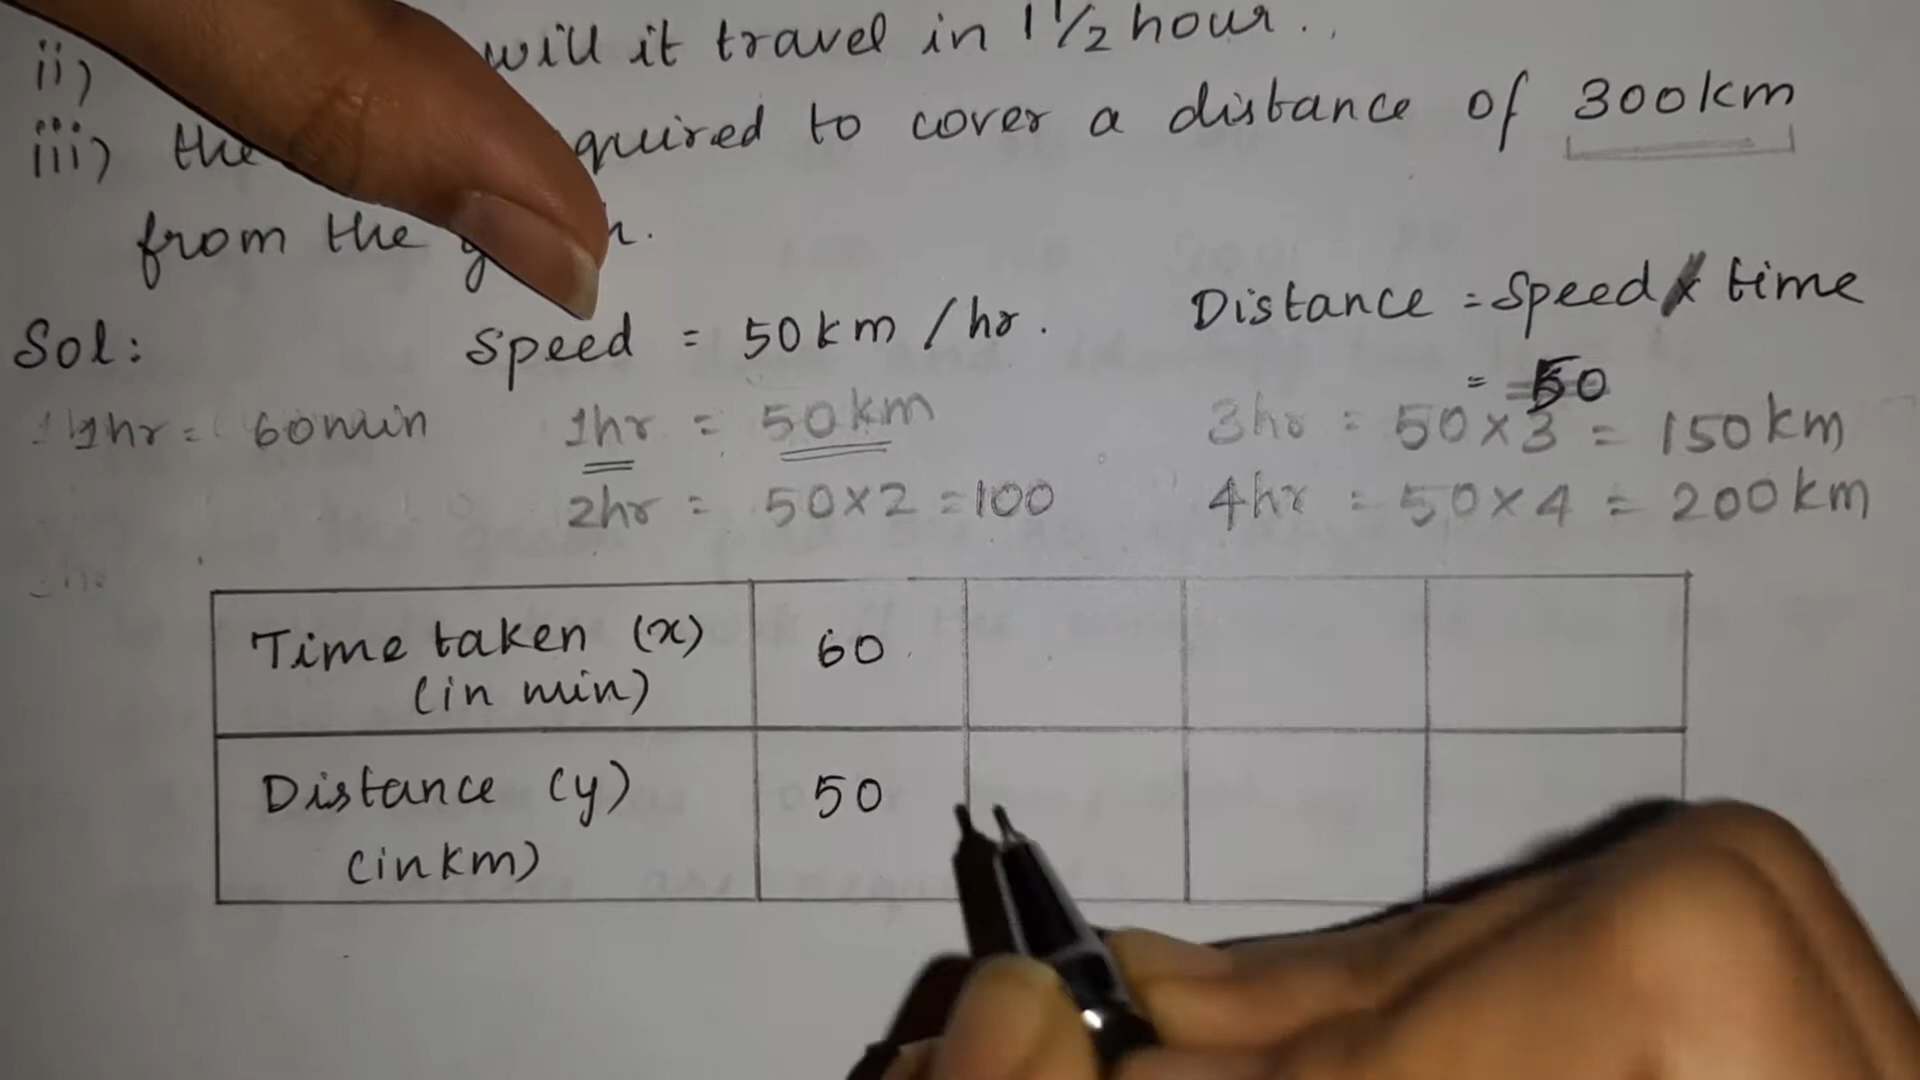 ii) will it travel in 1 1/2 hour..
iii) the quired to cover a distance of 300km
from the
Sol: Speed = 50km/hr. Distance = Speed × time
= 50
1hr = 60min 1hr = 50km 3hr = 50×3 = 150km
2hr = 50×2 = 100 4hr = 50×4 = 200km
Time taken (x) 60
(in min)
Distance (y) 50
(in km)